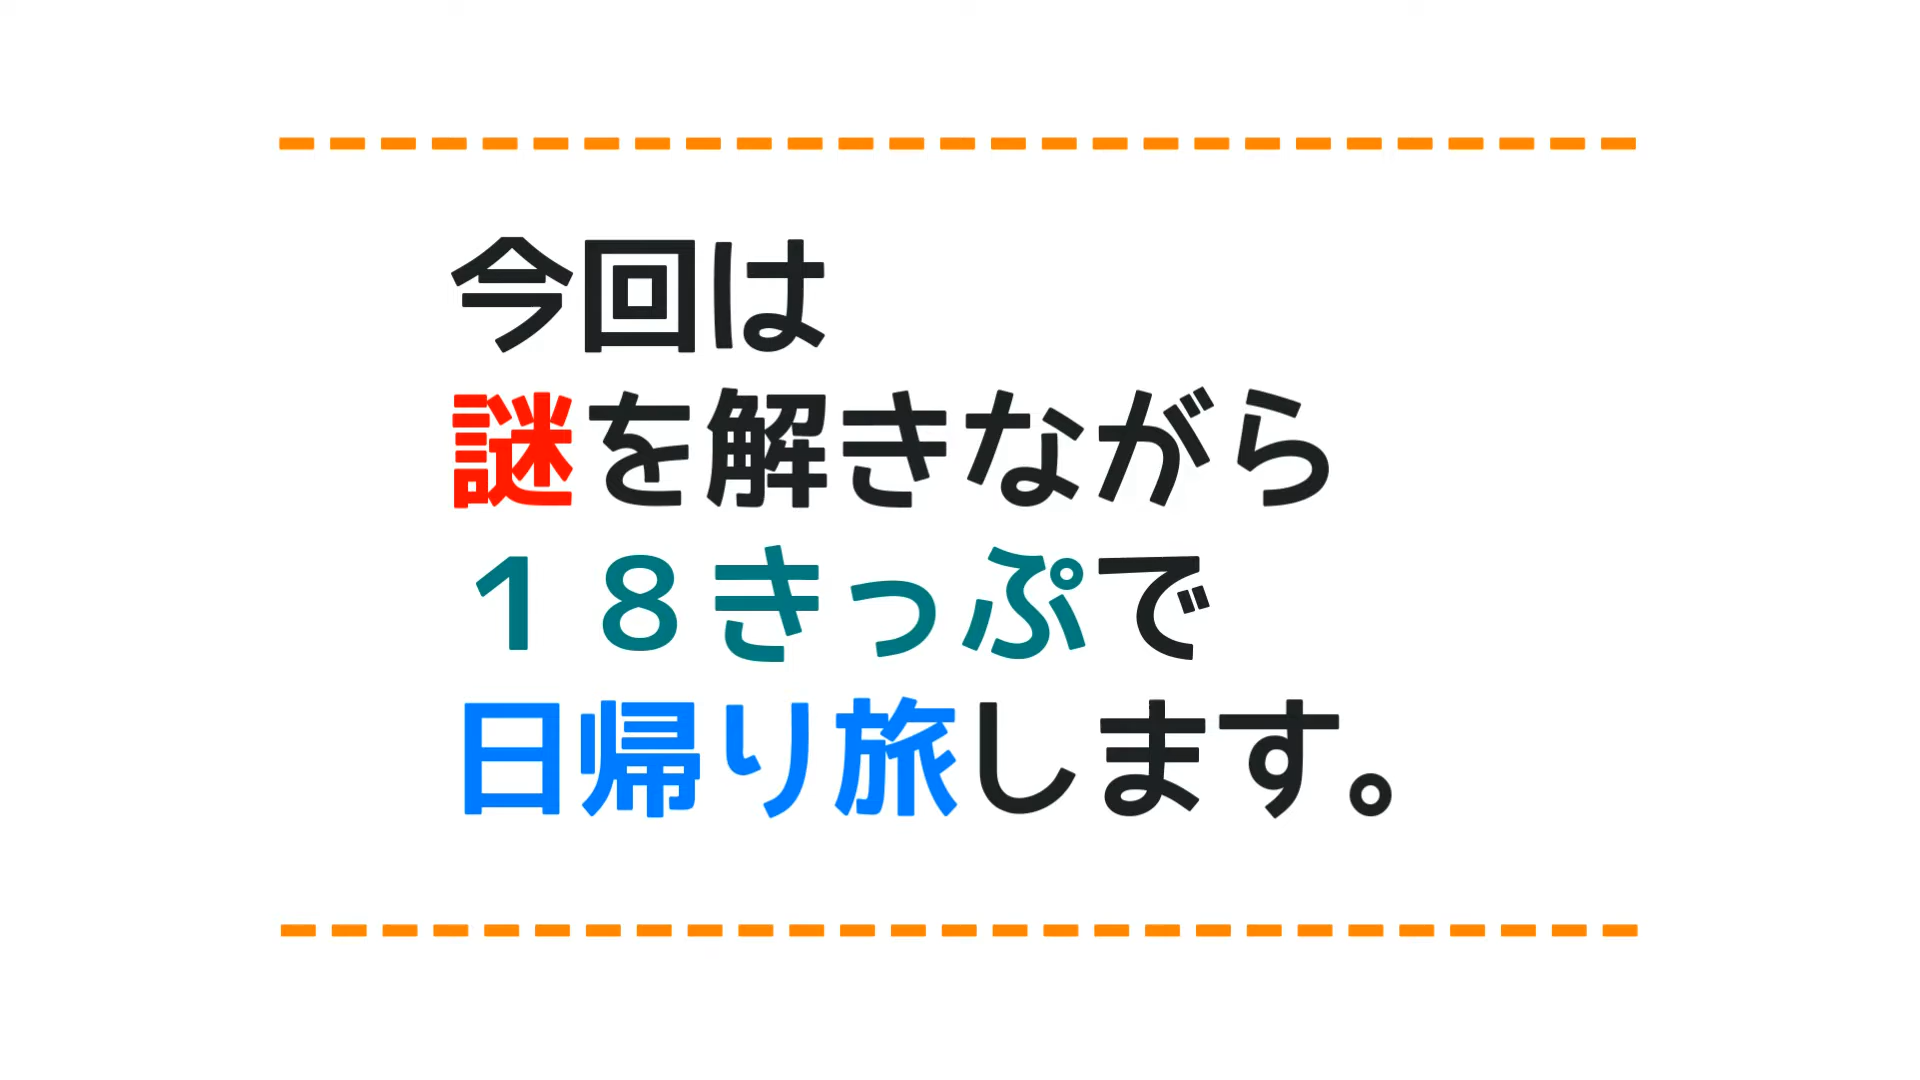 今回は
謎を解きながら
１８きっぷで
日帰り旅します。